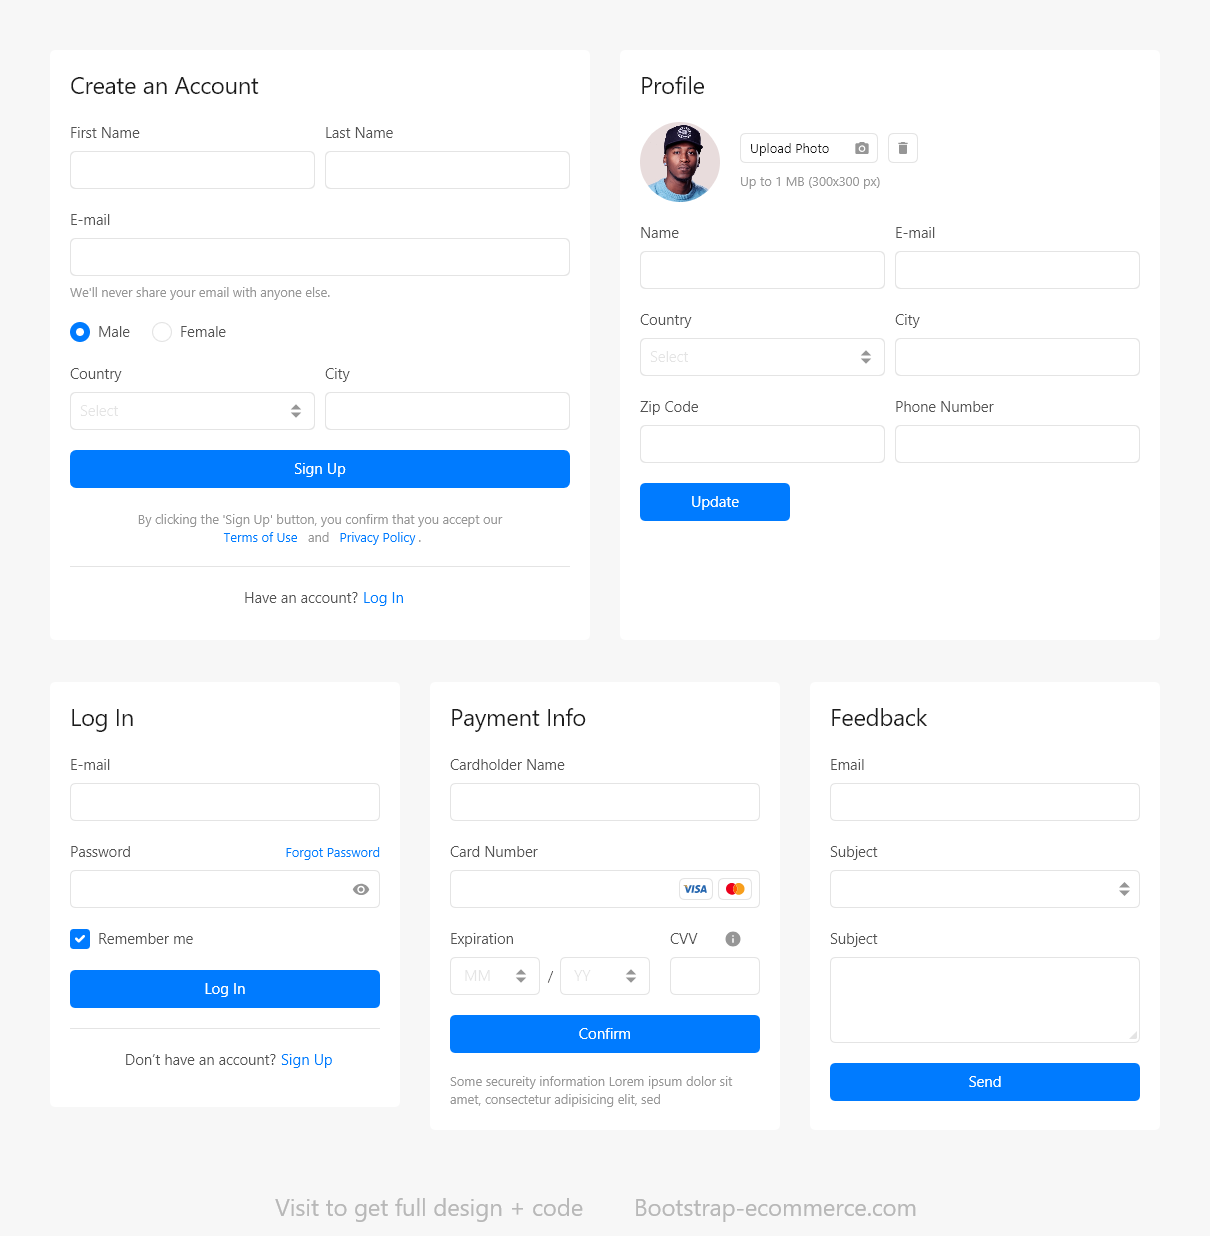 Create an Account
First Name Last Name
E-mail
We'll never share your email with anyone else.
Male Female
Country City
Select
Sign Up
By clicking the 'Sign Up' button, you confirm that you accept our
Terms of Use and Privacy Policy .
Have an account? Log In
Profile
Upload Photo
Up to 1 MB (300x300 px)
Name E-mail
Country City
Select
Zip Code Phone Number
Update
Log In
E-mail
Password Forgot Password
Remember me
Log In
Don’t have an account? Sign Up
Payment Info
Cardholder Name
Card Number
VISA
Expiration CVV
MM / YY
Confirm
Some secureity information Lorem ipsum dolor sit
amet, consectetur adipisicing elit, sed
Feedback
Email
Subject
Subject
Send
Visit to get full design + code Bootstrap-ecommerce.com